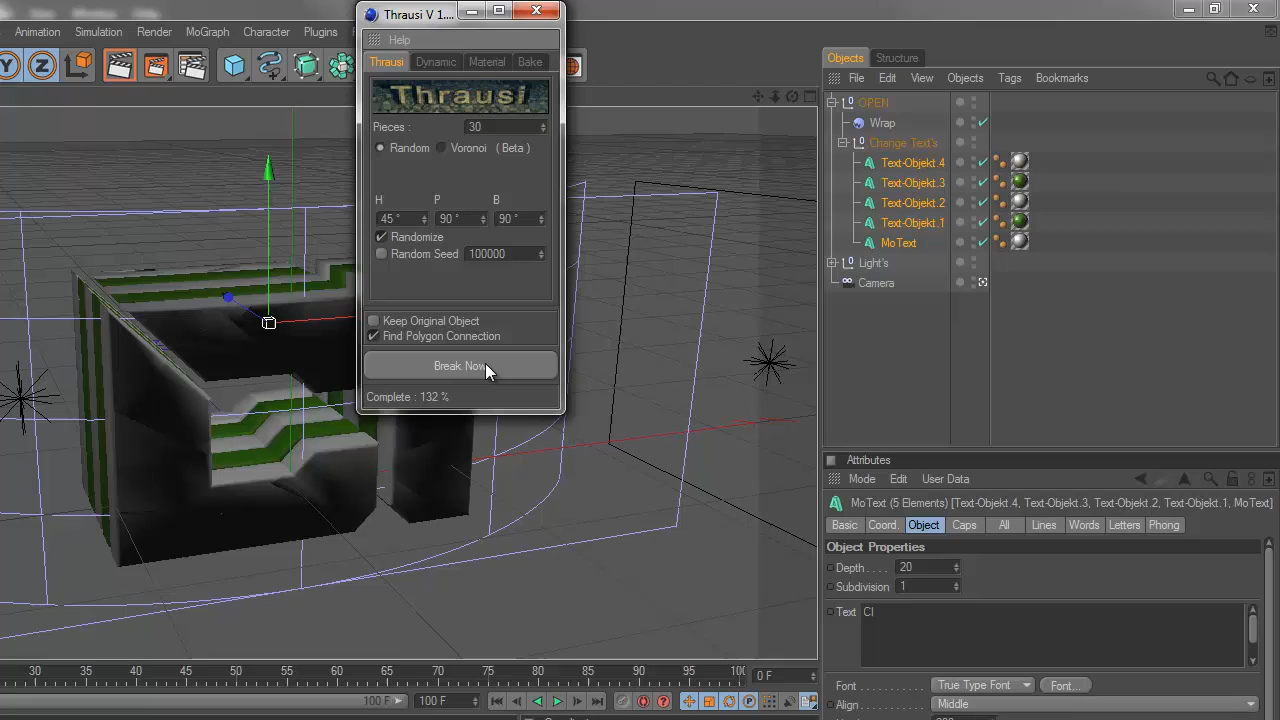 Animation Simulation Render MoGraph Character Plugins
Thrausi V 1....
Help
Thrausi Dynamic Material Bake
Thrausi
Pieces : 30
Random Voronoi ( Beta )
H P B
45 ° 90 ° 90 °
Randomize
Random Seed 100000
Keep Original Object
Find Polygon Connection
Break Now
Complete : 132 %
Y Z
Objects Structure
File Edit View Objects Tags Bookmarks
OPEN
Wrap
Change Text's
Text-Objekt.4
Text-Objekt.3
Text-Objekt.2
Text-Objekt.1
MoText
Light's
Camera
Attributes
Mode Edit User Data
MoText (5 Elements) [Text-Objekt.4, Text-Objekt.3, Text-Objekt.2, Text-Objekt.1, MoText]
Basic Coord. Object Caps All Lines Words Letters Phong
Object Properties
Depth . . . . 20
Subdivision 1
Text Cl
Font . . . . . . . . . True Type Font Font...
Align . . . . . . . . . Middle
30 35 40 45 50 55 60 65 70 75 80 85 90 95 100
0 F
100 F 100 F